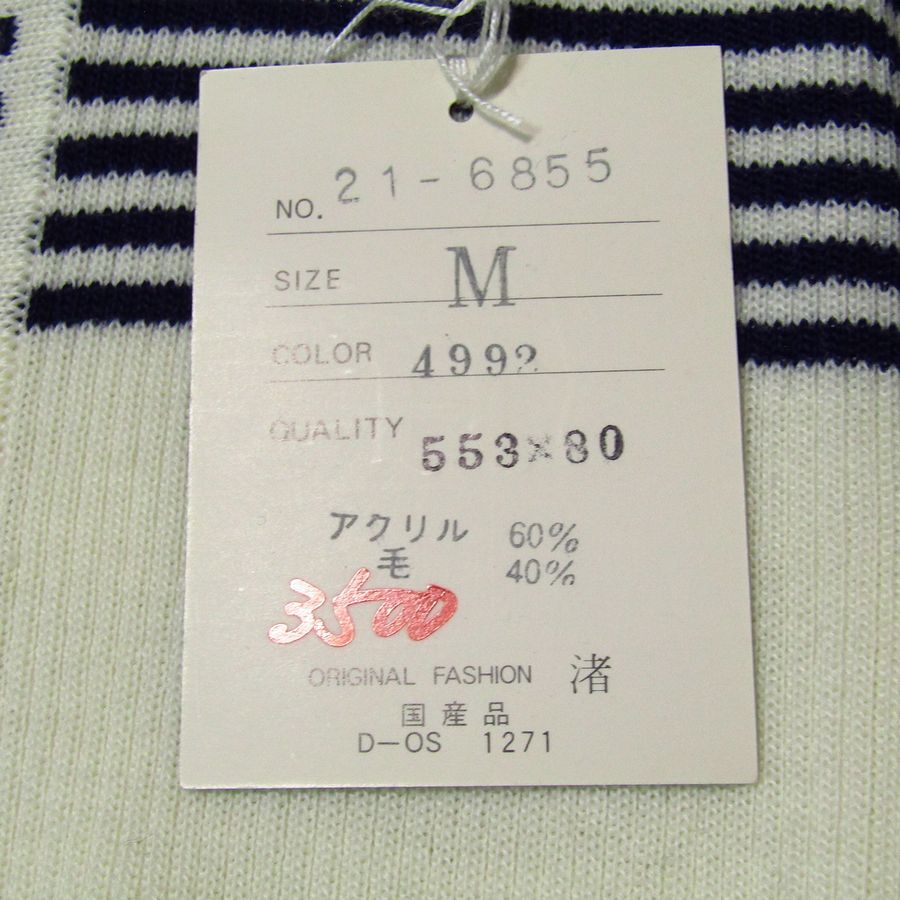 NO. 21-6855
SIZE M
COLOR 4992
QUALITY 553×80
アクリル 60%
毛 40%
3500
ORIGINAL FASHION 渚
国産品
D-OS 1271